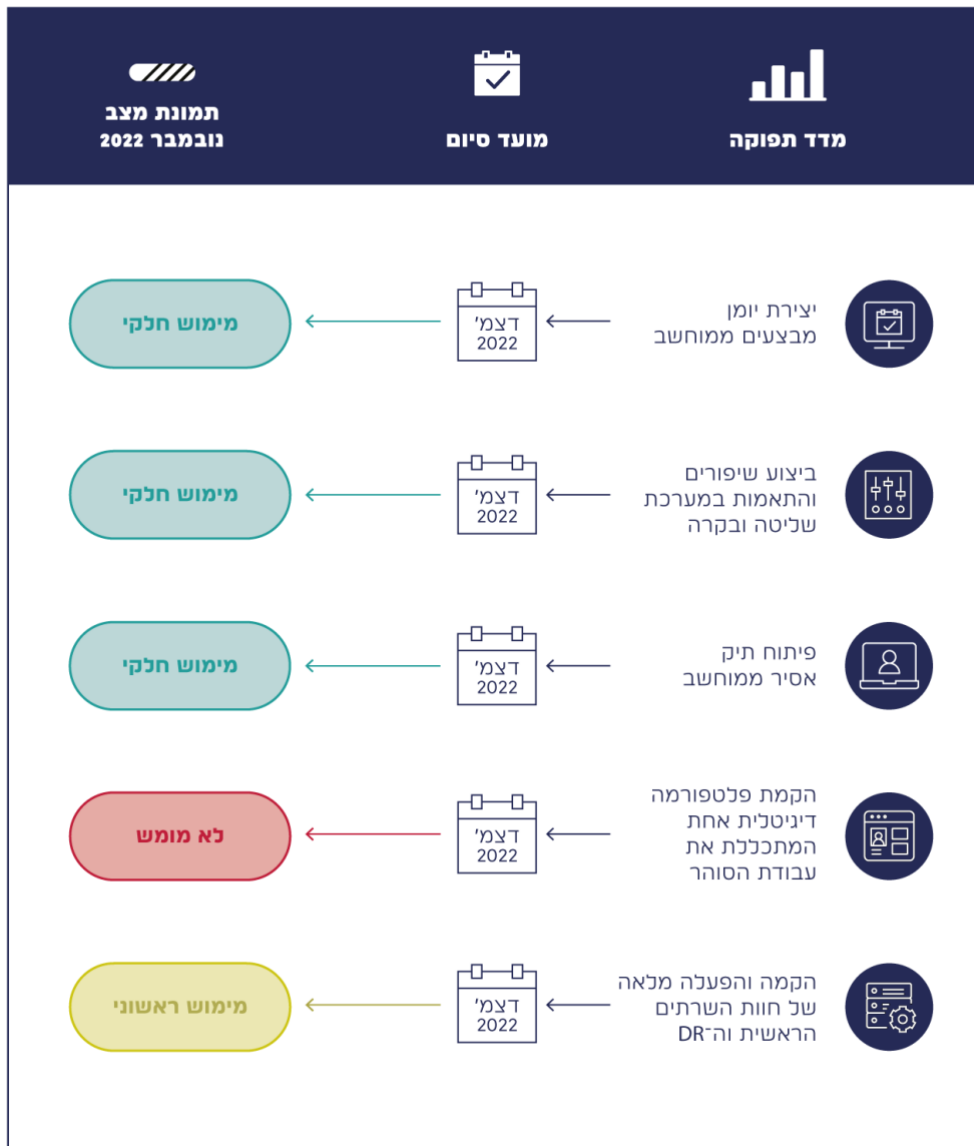 מדד תפוקה
מועד סיום
תמונת מצב
נובמבר 2022
יצירת יומן
מבצעים ממוחשב
דצמ'
2022
מימוש חלקי
ביצוע שיפורים
והתאמות במערכת
שליטה ובקרה
דצמ'
2022
מימוש חלקי
פיתוח תיק
אסיר ממוחשב
דצמ'
2022
מימוש חלקי
הקמת פלטפורמה
דיגיטלית אחת
המתכללת את
עבודת הסוהר
דצמ'
2022
לא מומש
הקמה והפעלה מלאה
של חוות השרתים
הראשית וה־DR
דצמ'
2022
מימוש ראשוני